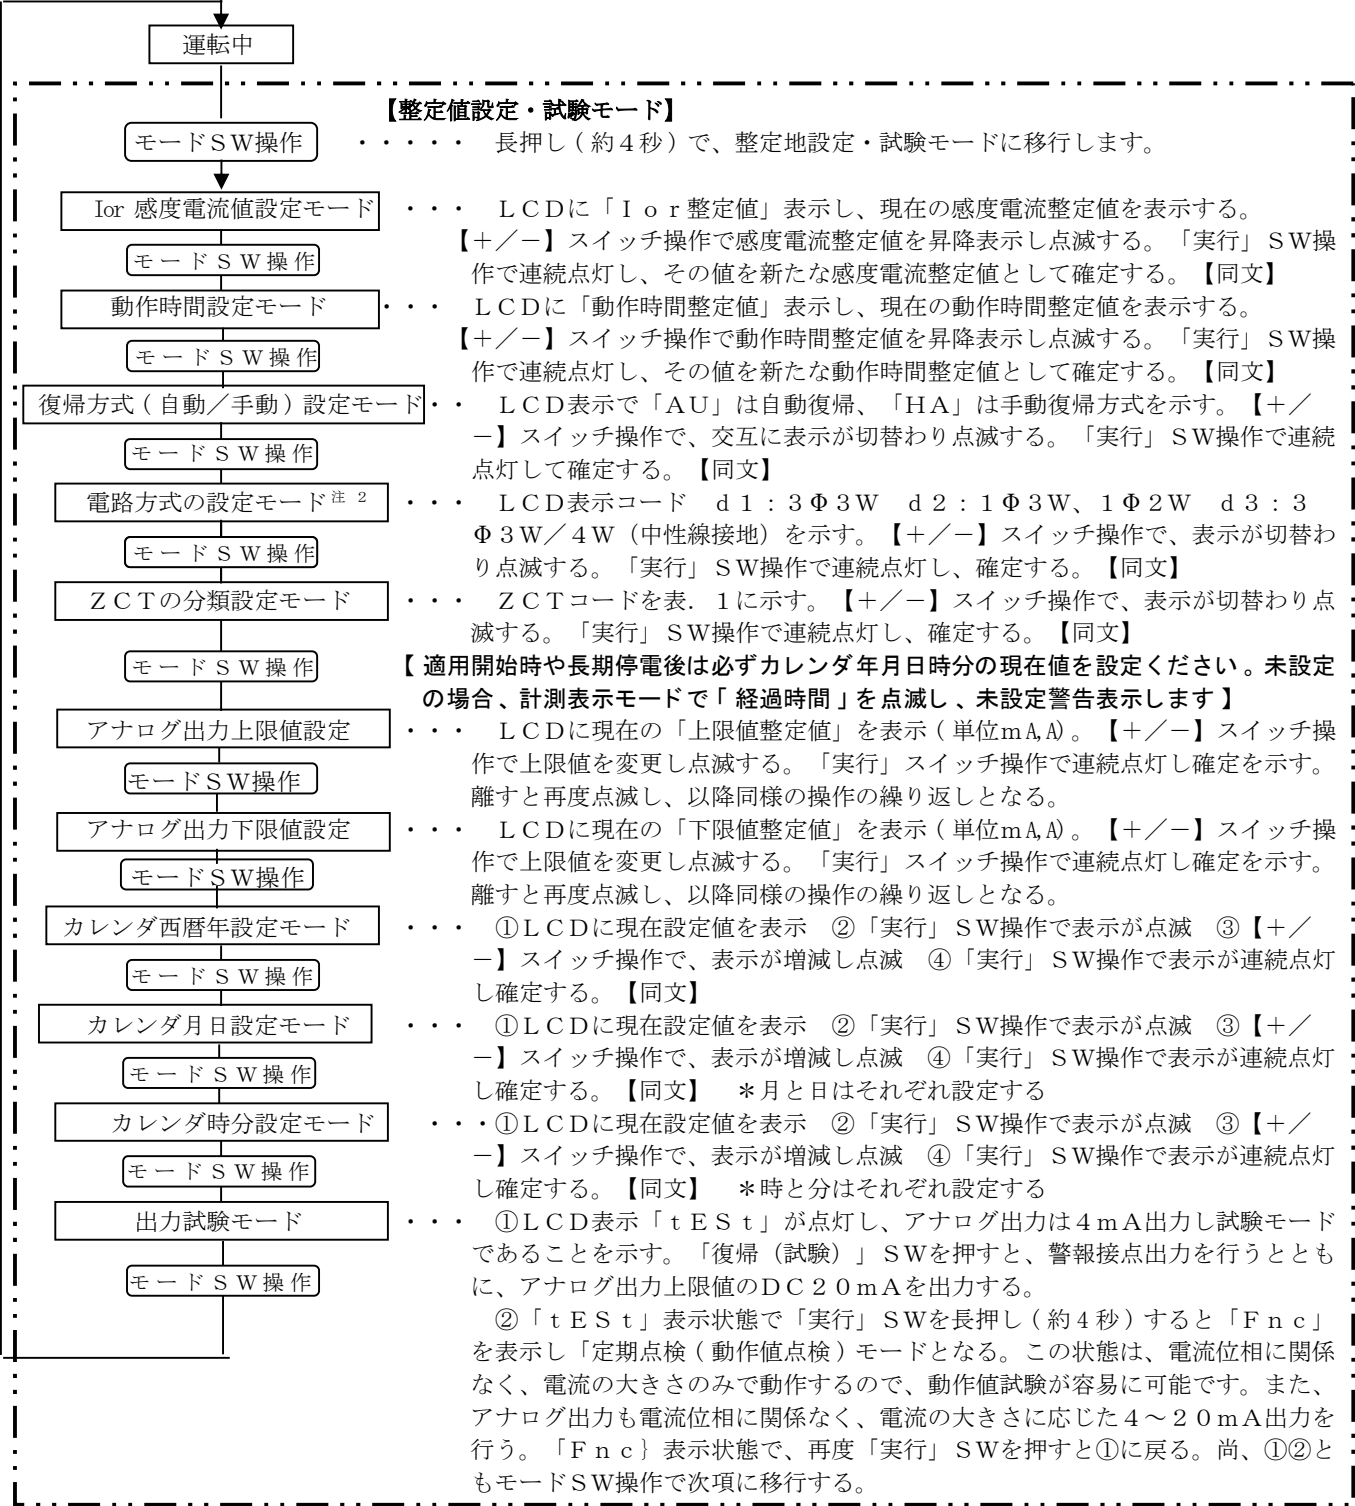 運転中
【整定値設定・試験モード】
モードＳＷ操作
・・・・・　長押し(約４秒)で、整定地設定・試験モードに移行します。
Ior 感度電流値設定モード
・・・　ＬＣＤに「Ｉｏｒ整定値」表示し、現在の感度電流整定値を表示する。
【＋／－】スイッチ操作で感度電流整定値を昇降表示し点滅する。「実行」ＳＷ操
モードＳＷ操作
作で連続点灯し、その値を新たな感度電流整定値として確定する。【同文】
動作時間設定モード
・・・　ＬＣＤに「動作時間整定値」表示し、現在の動作時間整定値を表示する。
【＋／－】スイッチ操作で動作時間整定値を昇降表示し点滅する。「実行」ＳＷ操
モードＳＷ操作
作で連続点灯し、その値を新たな動作時間整定値として確定する。【同文】
復帰方式(自動／手動)設定モード
・・　ＬＣＤ表示で「ＡＵ」は自動復帰、「ＨＡ」は手動復帰方式を示す。【＋／
－】スイッチ操作で、交互に表示が切替わり点滅する。「実行」ＳＷ操作で連続
モードＳＷ操作
点灯して確定する。【同文】
電路方式の設定モード注 2
・・・　ＬＣＤ表示コード　ｄ１：３Φ３Ｗ　ｄ２：１Φ３Ｗ、１Φ２Ｗ　ｄ３：３
Φ３Ｗ／４Ｗ（中性線接地）を示す。【＋／－】スイッチ操作で、表示が切替わ
モードＳＷ操作
り点滅する。「実行」ＳＷ操作で連続点灯し、確定する。【同文】
ＺＣＴの分類設定モード
・・・　ＺＣＴコードを表．１に示す。【＋／－】スイッチ操作で、表示が切替わり点
滅する。「実行」ＳＷ操作で連続点灯し、確定する。【同文】
モードＳＷ操作
【適用開始時や長期停電後は必ずカレンダ年月日時分の現在値を設定ください。未設定
の場合、計測表示モードで「経過時間」を点滅し、未設定警告表示します】
アナログ出力上限値設定
・・・　ＬＣＤに現在の「上限値整定値」を表示(単位ｍA,A)。【＋／－】スイッチ操
作で上限値を変更し点滅する。「実行」スイッチ操作で連続点灯し確定を示す。
モードＳＷ操作
離すと再度点滅し、以降同様の操作の繰り返しとなる。
アナログ出力下限値設定
・・・　ＬＣＤに現在の「下限値整定値」を表示(単位ｍA,A)。【＋／－】スイッチ操
作で上限値を変更し点滅する。「実行」スイッチ操作で連続点灯し確定を示す。
モードＳＷ操作
離すと再度点滅し、以降同様の操作の繰り返しとなる。
カレンダ西暦年設定モード
・・・　①ＬＣＤに現在設定値を表示　②「実行」ＳＷ操作で表示が点滅　③【＋／
－】スイッチ操作で、表示が増減し点滅　④「実行」ＳＷ操作で表示が連続点灯
モードＳＷ操作
し確定する。【同文】
カレンダ月日設定モード
・・・　①ＬＣＤに現在設定値を表示　②「実行」ＳＷ操作で表示が点滅　③【＋／
－】スイッチ操作で、表示が増減し点滅　④「実行」ＳＷ操作で表示が連続点灯
モードＳＷ操作
し確定する。【同文】　＊月と日はそれぞれ設定する
カレンダ時分設定モード
・・・①ＬＣＤに現在設定値を表示　②「実行」ＳＷ操作で表示が点滅　③【＋／
－】スイッチ操作で、表示が増減し点滅　④「実行」ＳＷ操作で表示が連続点灯
モードＳＷ操作
し確定する。【同文】　＊時と分はそれぞれ設定する
出力試験モード
・・・　①ＬＣＤ表示「ｔＥＳｔ」が点灯し、アナログ出力は４ｍＡ出力し試験モード
であることを示す。「復帰（試験）」ＳＷを押すと、警報接点出力を行うととも
モードＳＷ操作
に、アナログ出力上限値のＤＣ２０ｍＡを出力する。
②「ｔＥＳｔ」表示状態で「実行」ＳＷを長押し(約４秒)すると「Ｆｎｃ」
を表示し「定期点検(動作値点検)モードとなる。この状態は、電流位相に関係
なく、電流の大きさのみで動作するので、動作値試験が容易に可能です。また、
アナログ出力も電流位相に関係なく、電流の大きさに応じた４～２０ｍＡ出力を
行う。「Ｆｎｃ｝表示状態で、再度「実行」ＳＷを押すと①に戻る。尚、①②と
もモードＳＷ操作で次項に移行する。